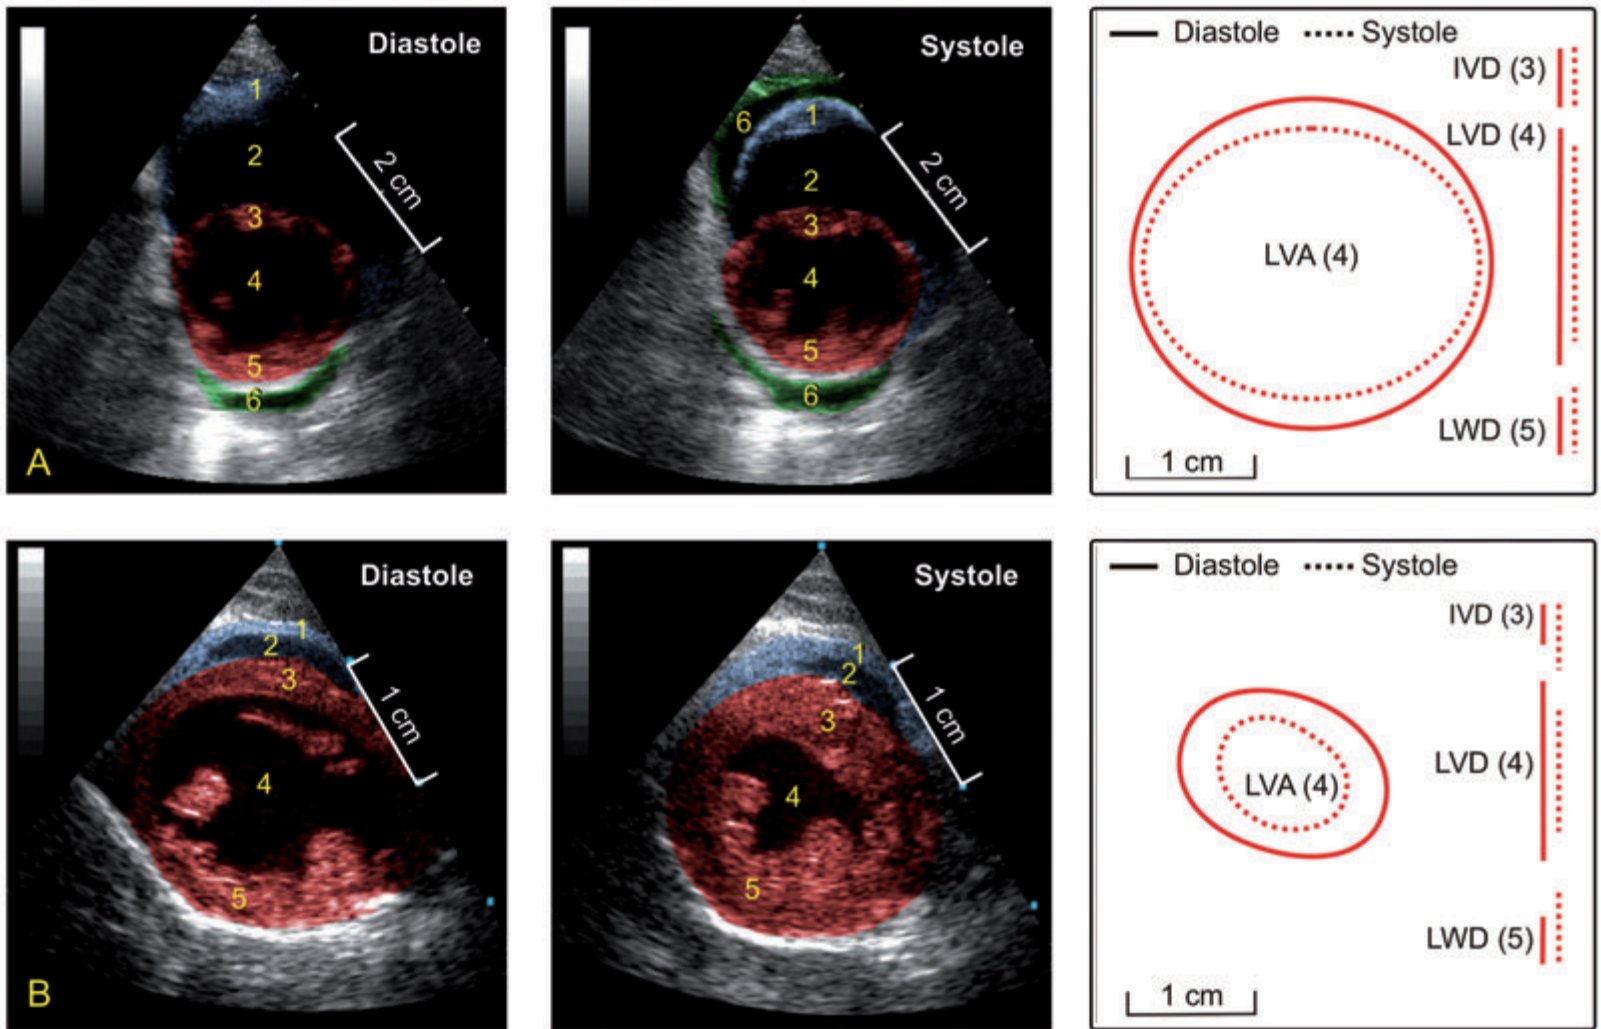 Diastole
1
2
3
4
5
6
2 cm
A
Systole
6
1
2
3
4
5
6
2 cm
Diastole Systole
IVD (3)
LVD (4)
LVA (4)
LWD (5)
1 cm
Diastole
1
2
3
4
5
1 cm
B
Systole
1
2
3
4
5
1 cm
Diastole Systole
IVD (3)
LVD (4)
LVA (4)
LWD (5)
1 cm